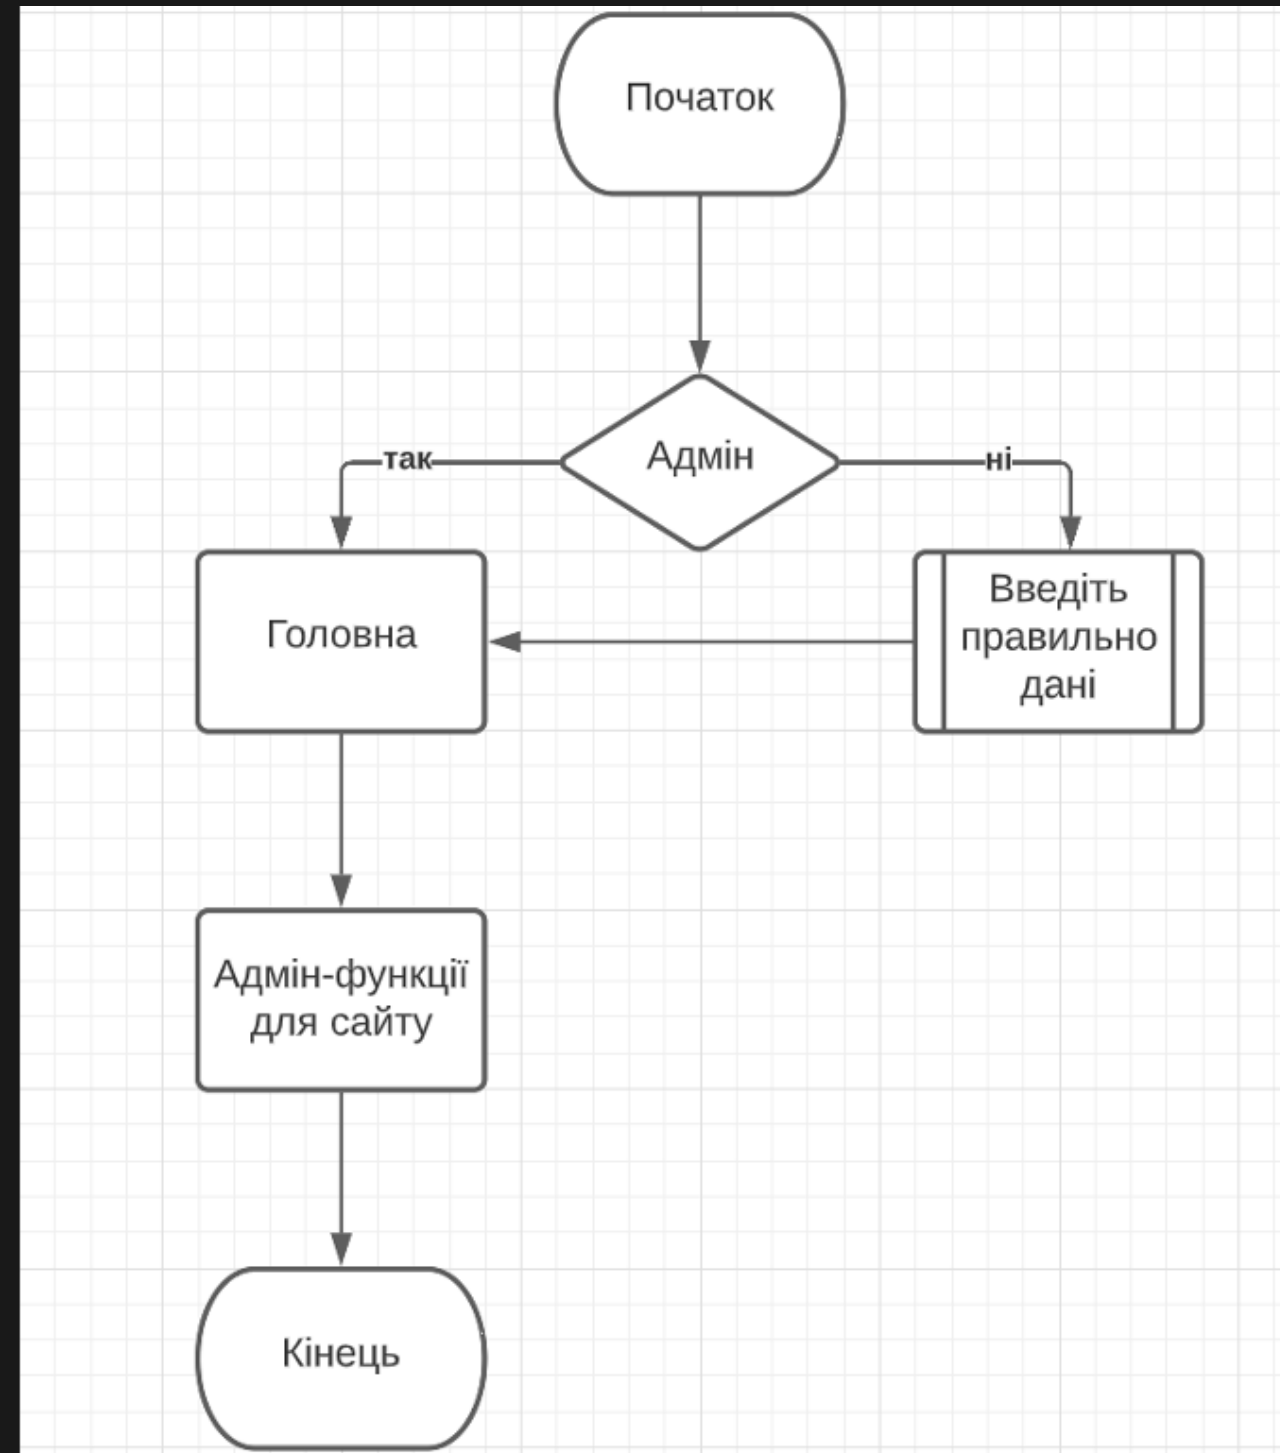 Початок
Адмін
так
ні
Головна
Введіть
правильно
дані
Адмін-функції
для сайту
Кінець